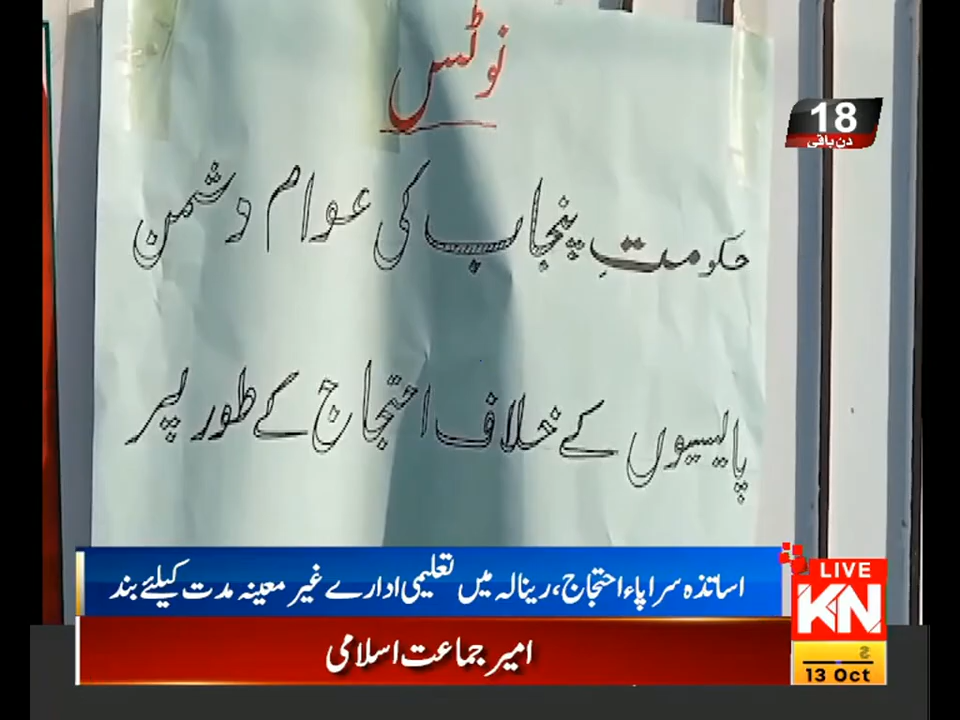 نوٹس
حکومتِ پنجاب کی عوام دشمن
پالیسیوں کے خلاف احتجاج کے طور پر
18
دن باقی
اساتذہ سراپاء احتجاج، رینالہ میں تعلیمی ادارے غیر معینہ مدت کیلئے بند
امیر جماعت اسلامی
LIVE
KN
13 Oct